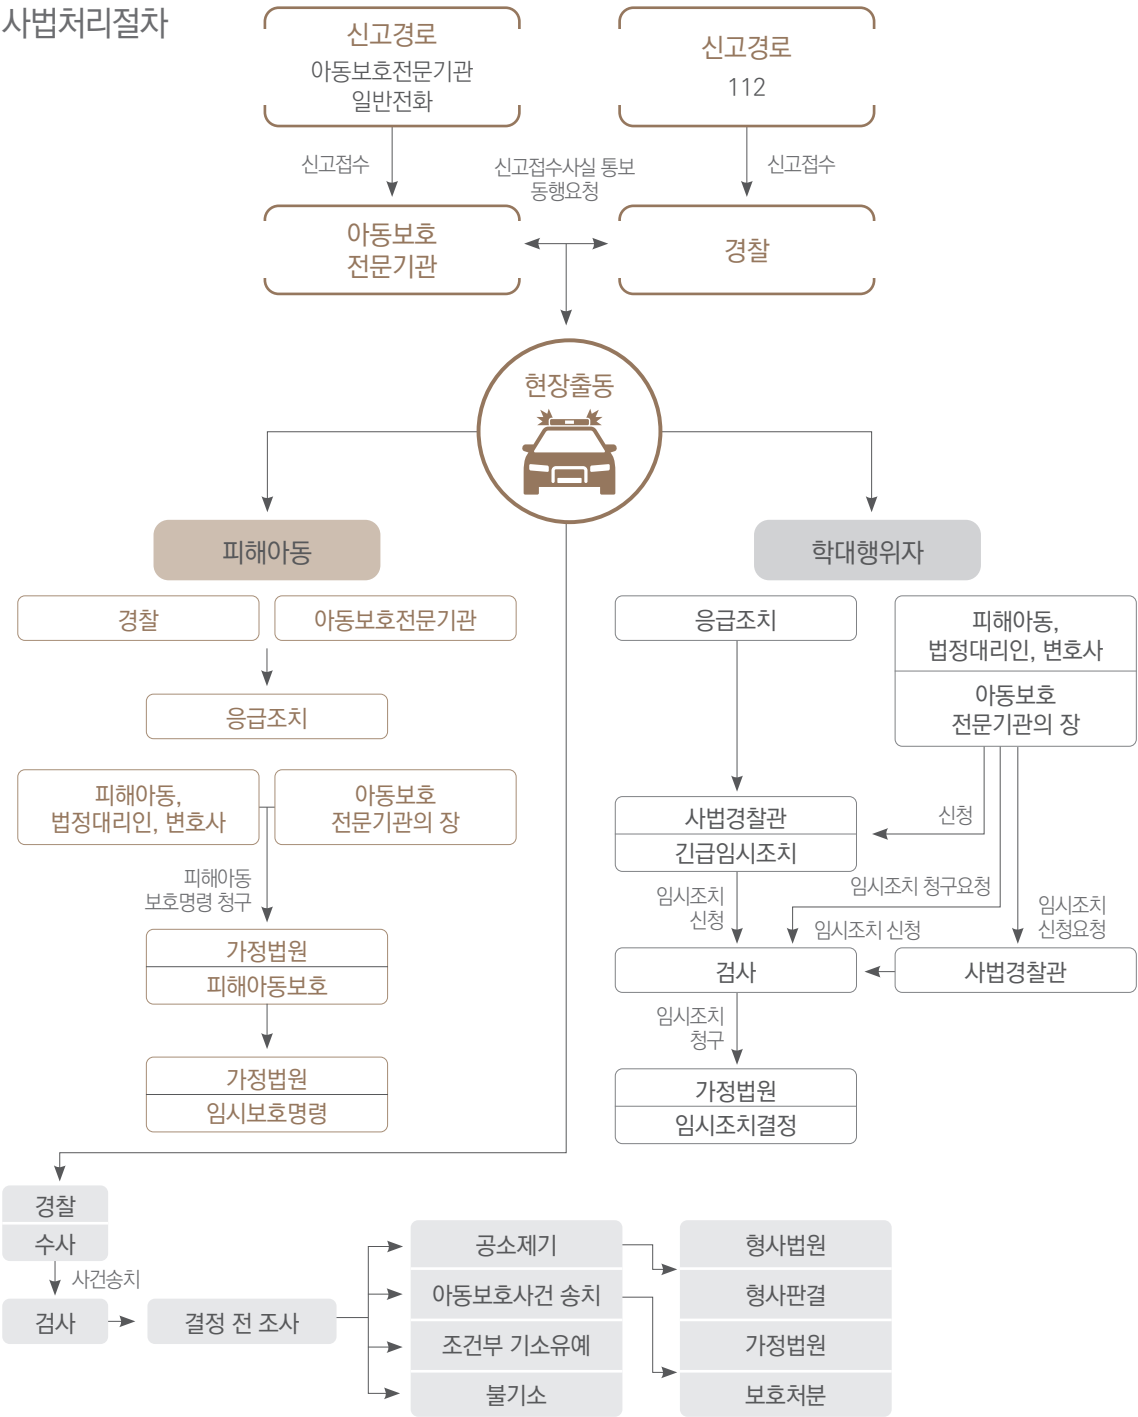 사법처리절차
신고경로
아동보호전문기관
일반전화
신고경로
112
신고접수
신고접수사실 통보
동행요청
신고접수
아동보호
전문기관
경찰
현장출동
피해아동
학대행위자
경찰
아동보호전문기관
응급조치
피해아동,
법정대리인, 변호사
아동보호
전문기관의 장
피해아동
보호명령 청구
가정법원
피해아동보호
가정법원
임시보호명령
응급조치
피해아동,
법정대리인, 변호사
아동보호
전문기관의 장
신청
사법경찰관
긴급임시조치
임시조치
신청
임시조치 청구요청
임시조치 신청
임시조치
신청요청
검사
사법경찰관
임시조치
청구
가정법원
임시조치결정
경찰
수사
사건송치
검사
결정 전 조사
공소제기
아동보호사건 송치
조건부 기소유예
불기소
형사법원
형사판결
가정법원
보호처분